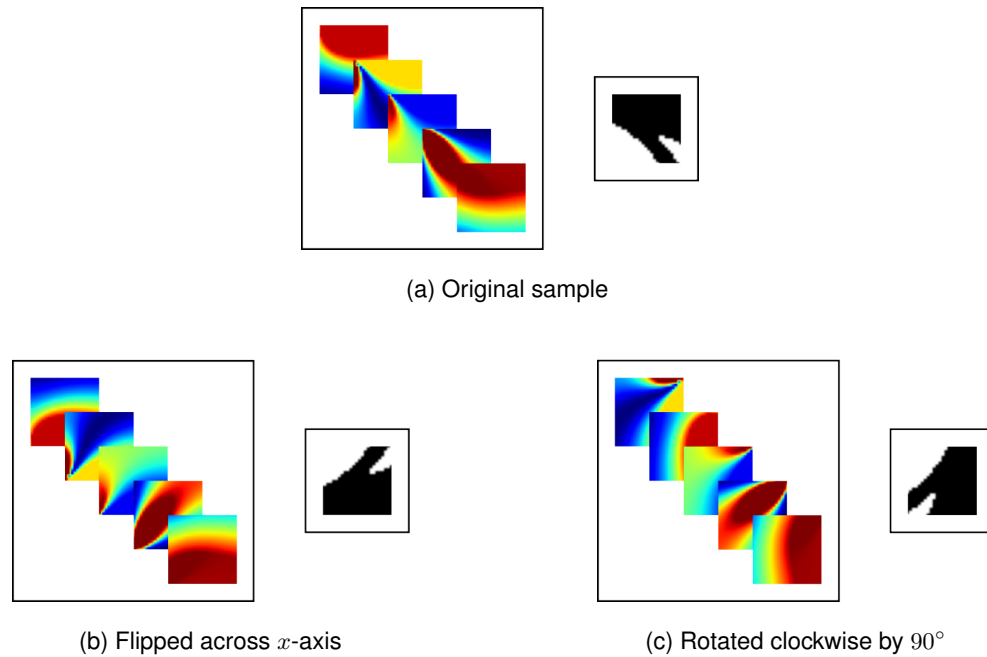 (a) Original sample
(b) Flipped across x-axis
(c) Rotated clockwise by 90°